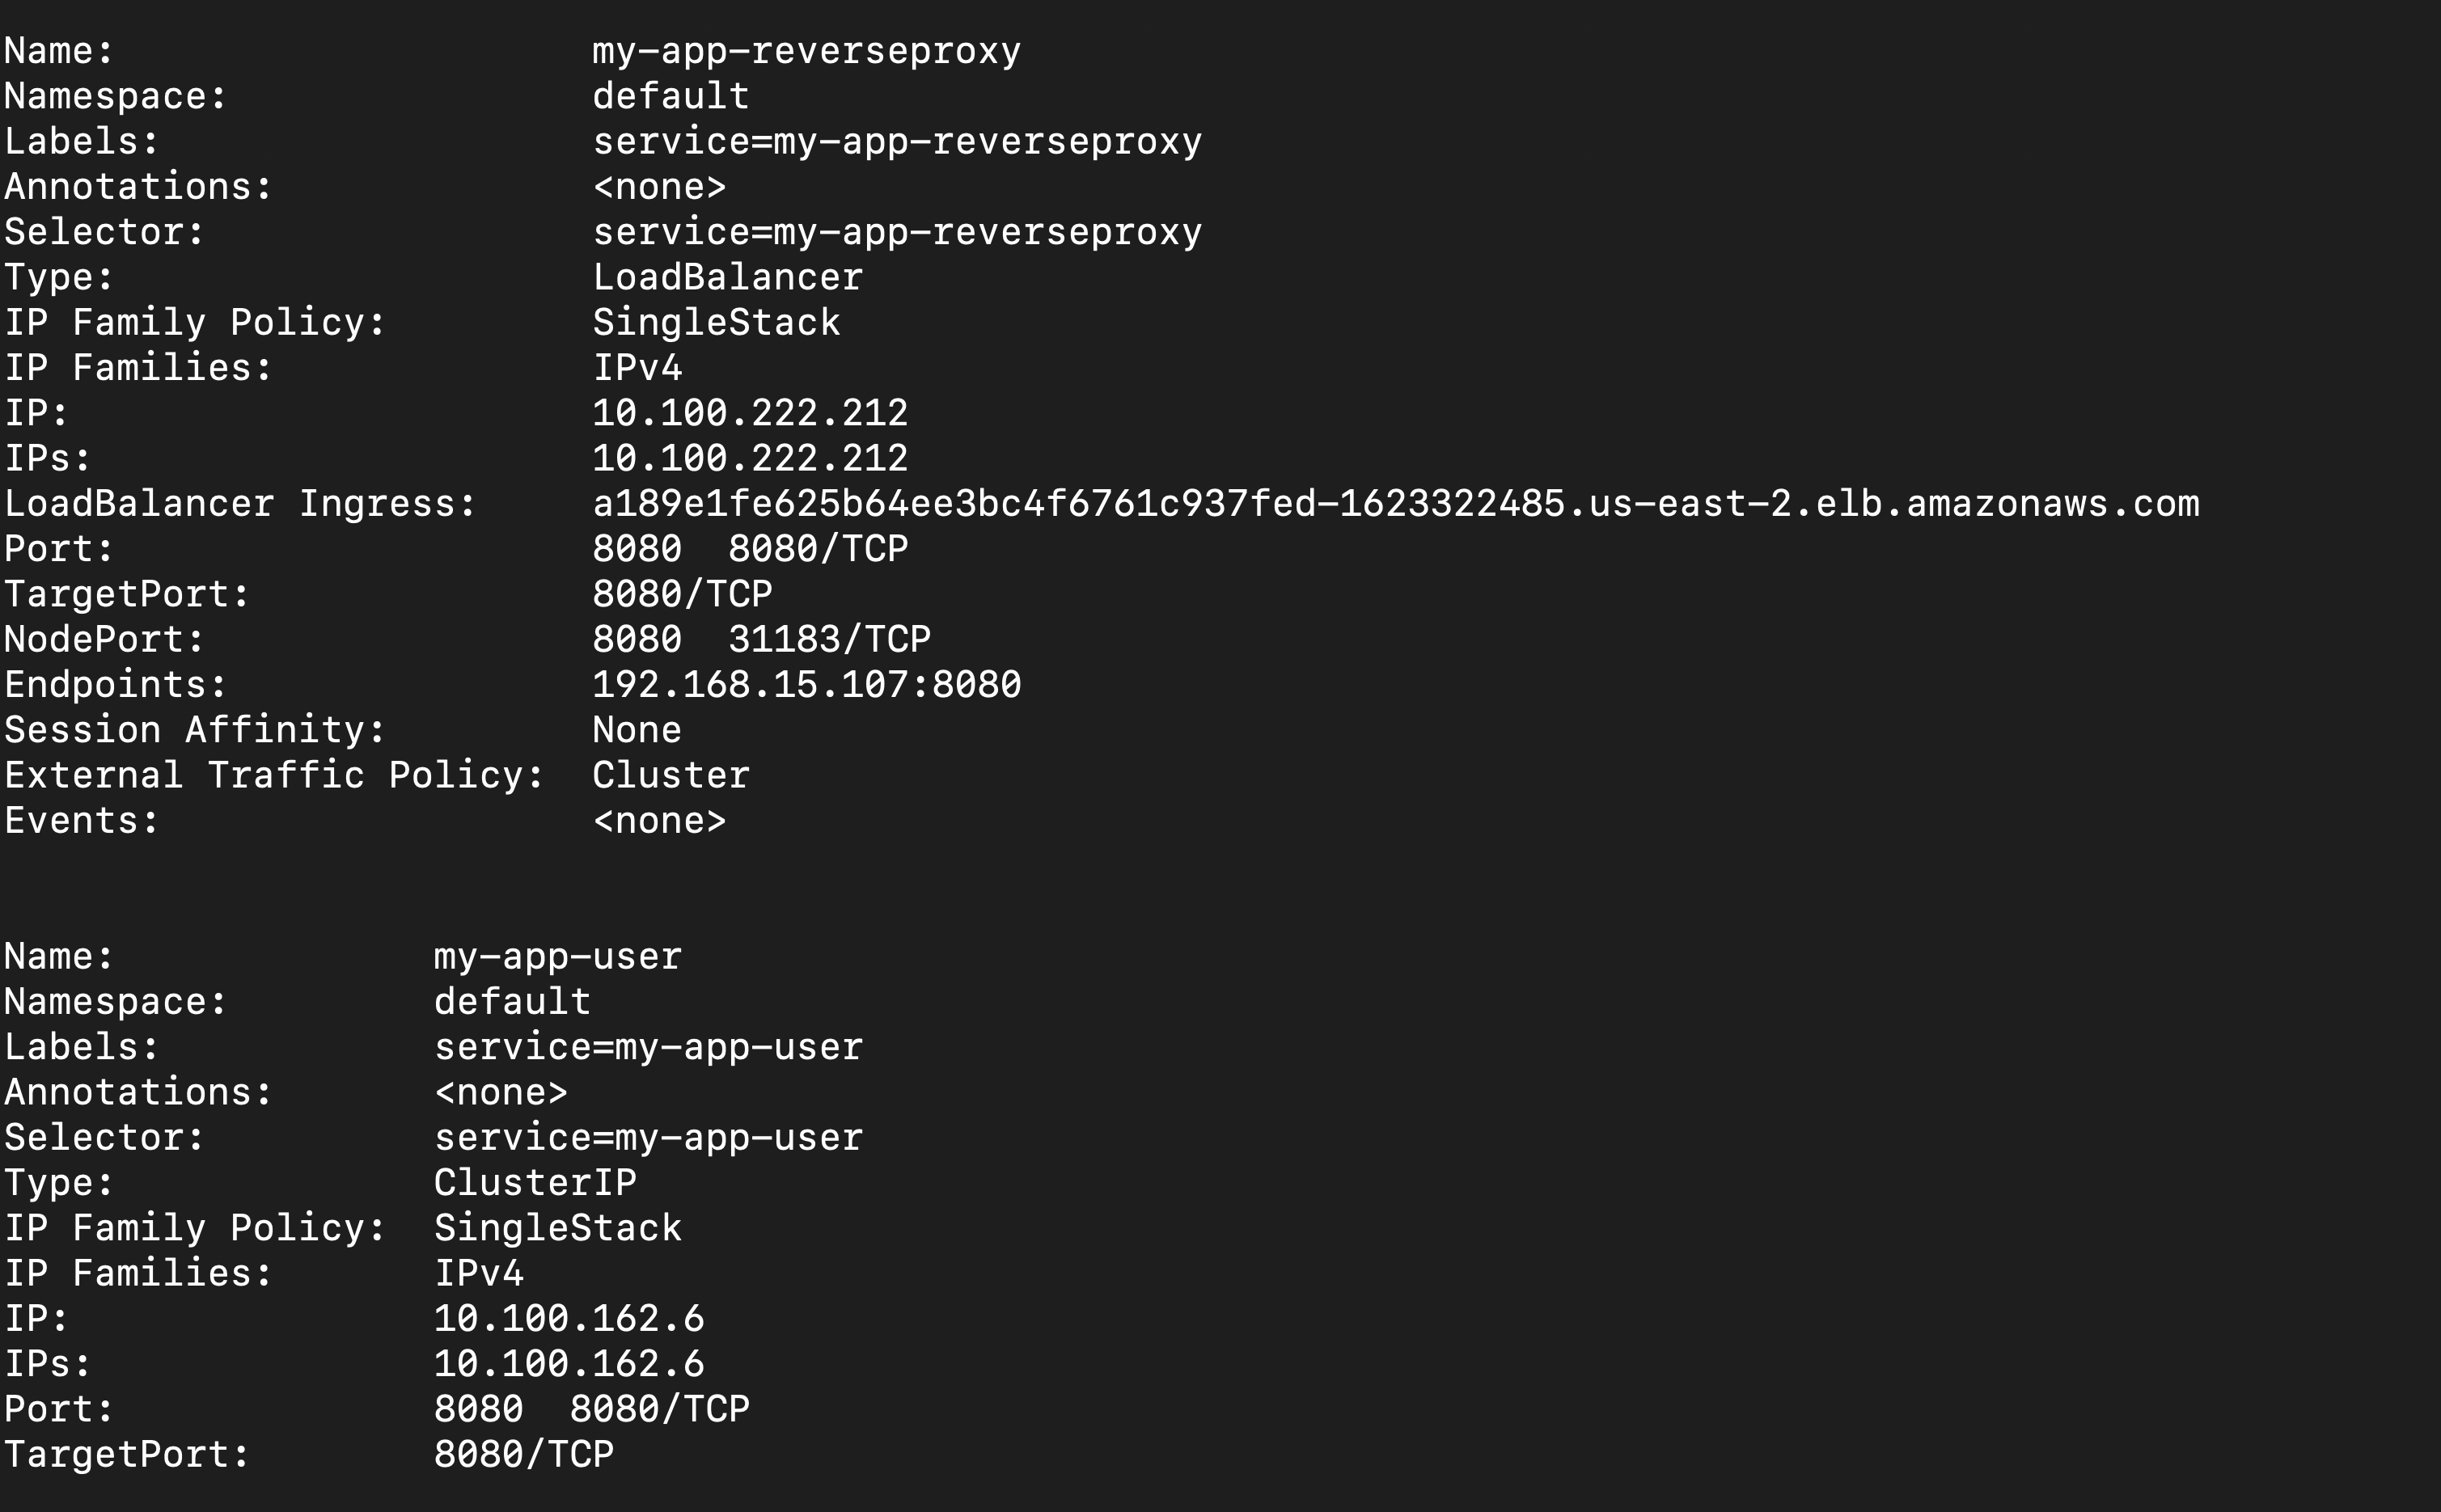 Name:                     my-app-reverseproxy
Namespace:                default
Labels:                   service=my-app-reverseproxy
Annotations:              <none>
Selector:                 service=my-app-reverseproxy
Type:                     LoadBalancer
IP Family Policy:         SingleStack
IP Families:              IPv4
IP:                       10.100.222.212
IPs:                      10.100.222.212
LoadBalancer Ingress:     a189e1fe625b64ee3bc4f6761c937fed-1623322485.us-east-2.elb.amazonaws.com
Port:                     8080  8080/TCP
TargetPort:               8080/TCP
NodePort:                 8080  31183/TCP
Endpoints:                192.168.15.107:8080
Session Affinity:         None
External Traffic Policy:  Cluster
Events:                   <none>

Name:              my-app-user
Namespace:         default
Labels:            service=my-app-user
Annotations:       <none>
Selector:          service=my-app-user
Type:              ClusterIP
IP Family Policy:  SingleStack
IP Families:       IPv4
IP:                10.100.162.6
IPs:               10.100.162.6
Port:              8080  8080/TCP
TargetPort:        8080/TCP